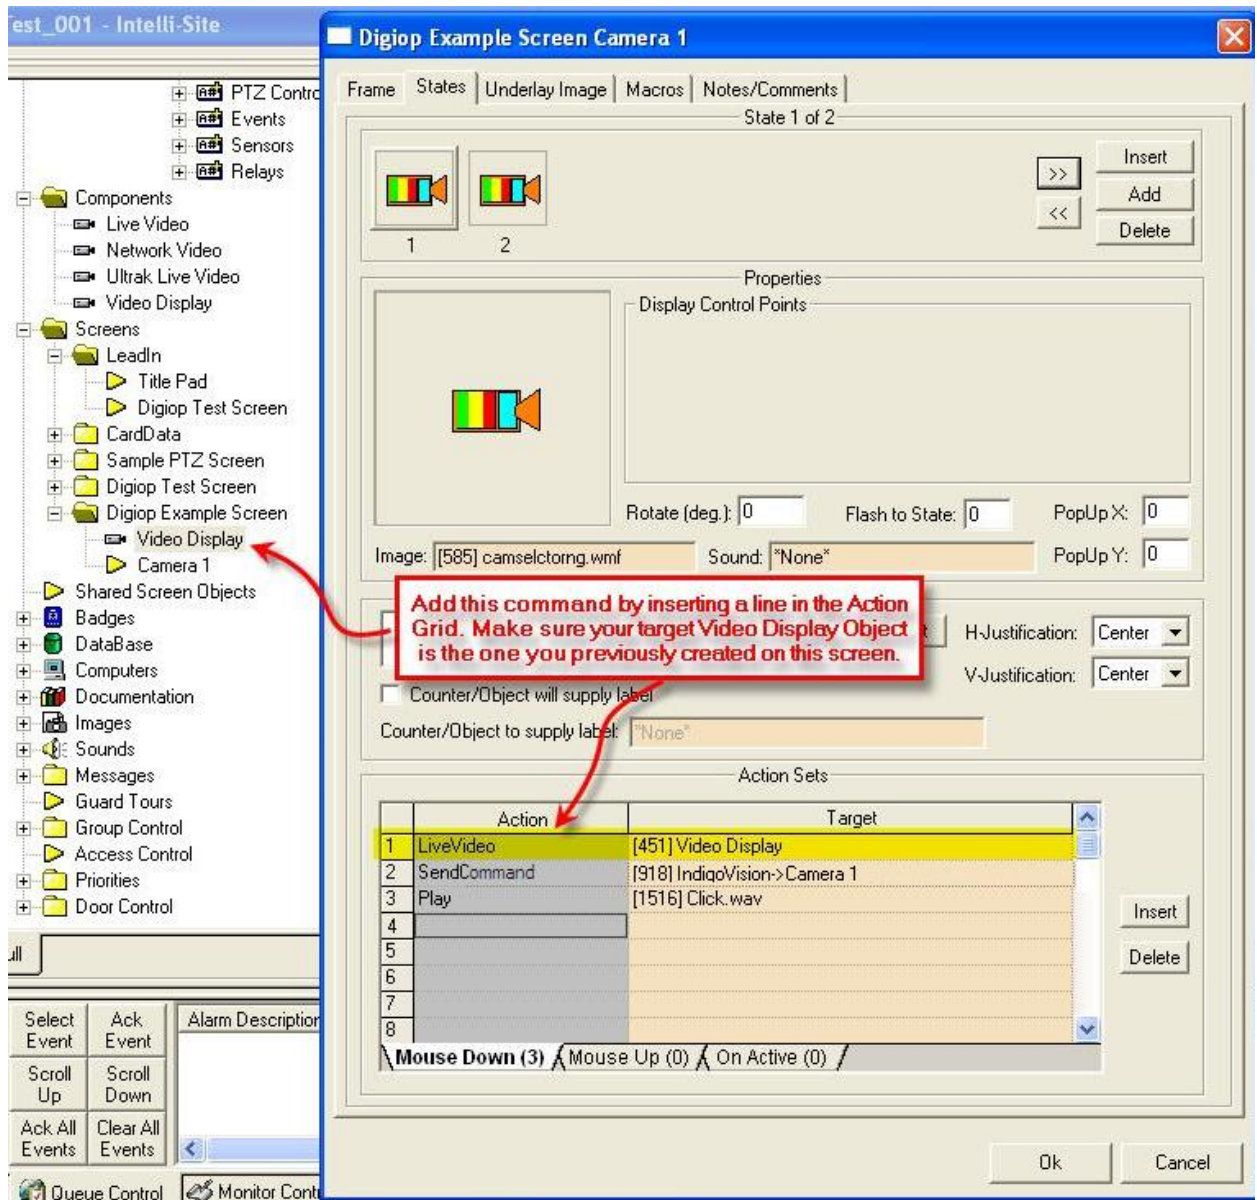 Test_001 - Intelli-Site
PTZ Contro
Events
Sensors
Relays
Components
Live Video
Network Video
Ultrak Live Video
Video Display
Screens
LeadIn
Title Pad
Digiop Test Screen
CardData
Sample PTZ Screen
Digiop Test Screen
Digiop Example Screen
Video Display
Camera 1
Shared Screen Objects
Badges
DataBase
Computers
Documentation
Images
Sounds
Messages
Guard Tours
Group Control
Access Control
Priorities
Door Control
ull
Select Event
Ack Event
Alarm Description
Scroll Up
Scroll Down
Ack All Events
Clear All Events
Queue Control
Monitor Conti
Digiop Example Screen Camera 1
Frame States Underlay Image Macros Notes/Comments
State 1 of 2
1 2
>>
<<
Insert
Add
Delete
Properties
Display Control Points
Rotate (deg.): 0 Flash to State: 0 PopUp X: 0
Image: [585] camselctorng.wmf Sound: *None* PopUp Y: 0
Add this command by inserting a line in the Action
Grid. Make sure your target Video Display Object
is the one you previously created on this screen.
H-Justification: Center
V-Justification: Center
Counter/Object will supply label
Counter/Object to supply label: *None*
Action Sets
Action Target
1 LiveVideo [451] Video Display
2 SendCommand [918] IndigoVision->Camera 1
3 Play [1516] Click.wav
4
5
6
7
8
Insert
Delete
Mouse Down (3) Mouse Up (0) On Active (0)
Ok Cancel